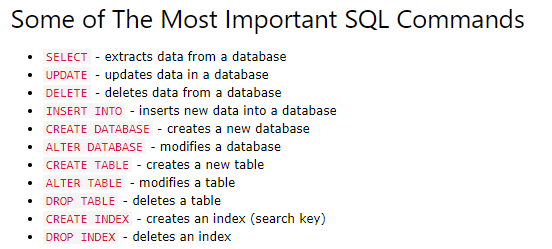 Some of The Most Important SQL Commands
• SELECT - extracts data from a database
• UPDATE - updates data in a database
• DELETE - deletes data from a database
• INSERT INTO - inserts new data into a database
• CREATE DATABASE - creates a new database
• ALTER DATABASE - modifies a database
• CREATE TABLE - creates a new table
• ALTER TABLE - modifies a table
• DROP TABLE - deletes a table
• CREATE INDEX - creates an index (search key)
• DROP INDEX - deletes an index